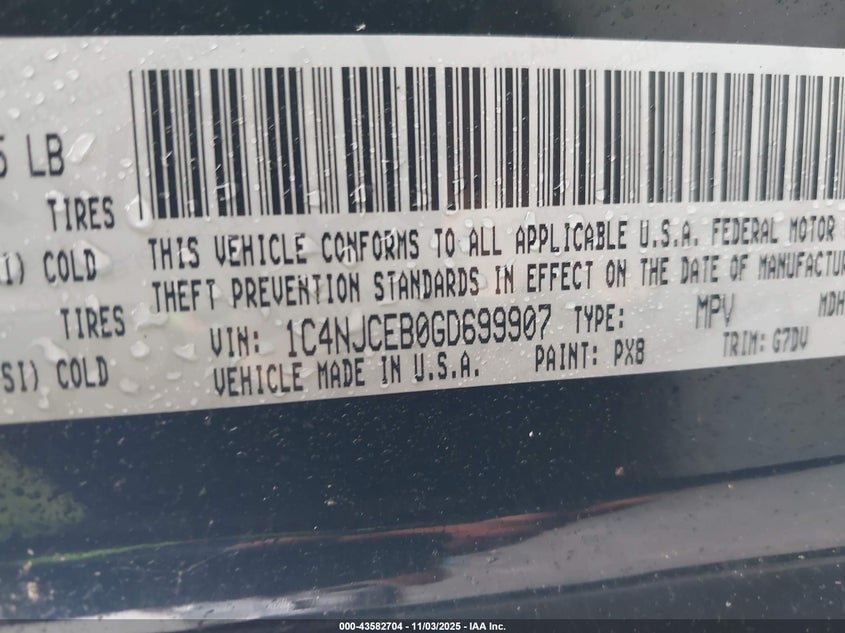 5 LB
TIRES
I) COLD
TIRES
SI) COLD
THIS VEHICLE CONFORMS TO ALL APPLICABLE U.S.A. FEDERAL MOTOR
THEFT PREVENTION STANDARDS IN EFFECT ON THE DATE OF MANUFACTUR
VIN: 1C4NJCEB0GD699907 TYPE: MPV MDH
VEHICLE MADE IN U.S.A. PAINT: PX8 TRIM: G7DV
000-43582704 - 11/03/2025 - IAA Inc.